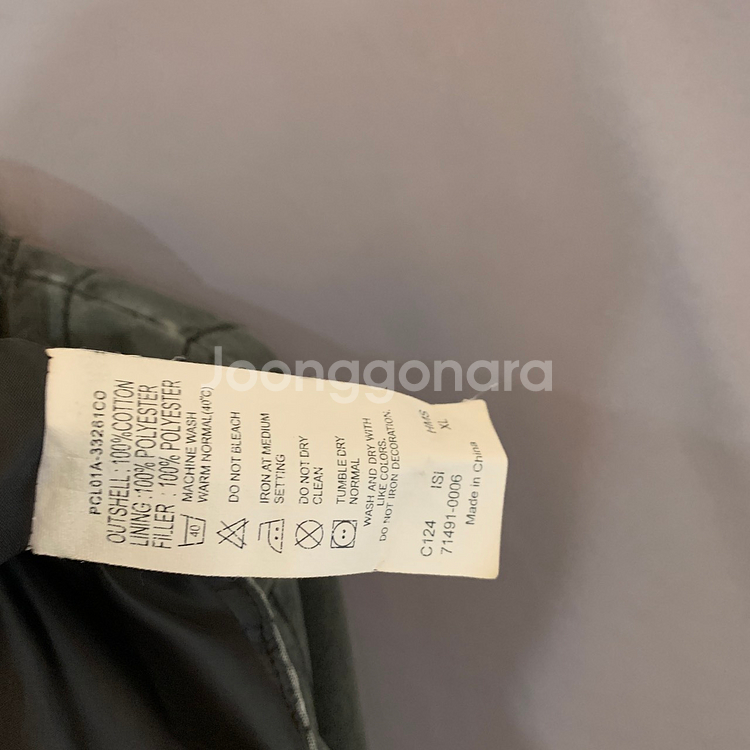 PCL01A-33281CO
OUTSHELL : 100%COTTON
LINING :100% POLYESTER
FILLER : 100% POLYESTER
40
MACHINE WASH
WARM NORMAL(40°C)
DO NOT BLEACH
IRON AT MEDIUM
SETTING
DO NOT DRY
CLEAN
TUMBLE DRY
NORMAL
WASH AND DRY WITH
LIKE COLORS.
DO NOT IRON DECORATION.
HMS
XL
C124 ISI
71491-0006
Made in China
Joonggonara